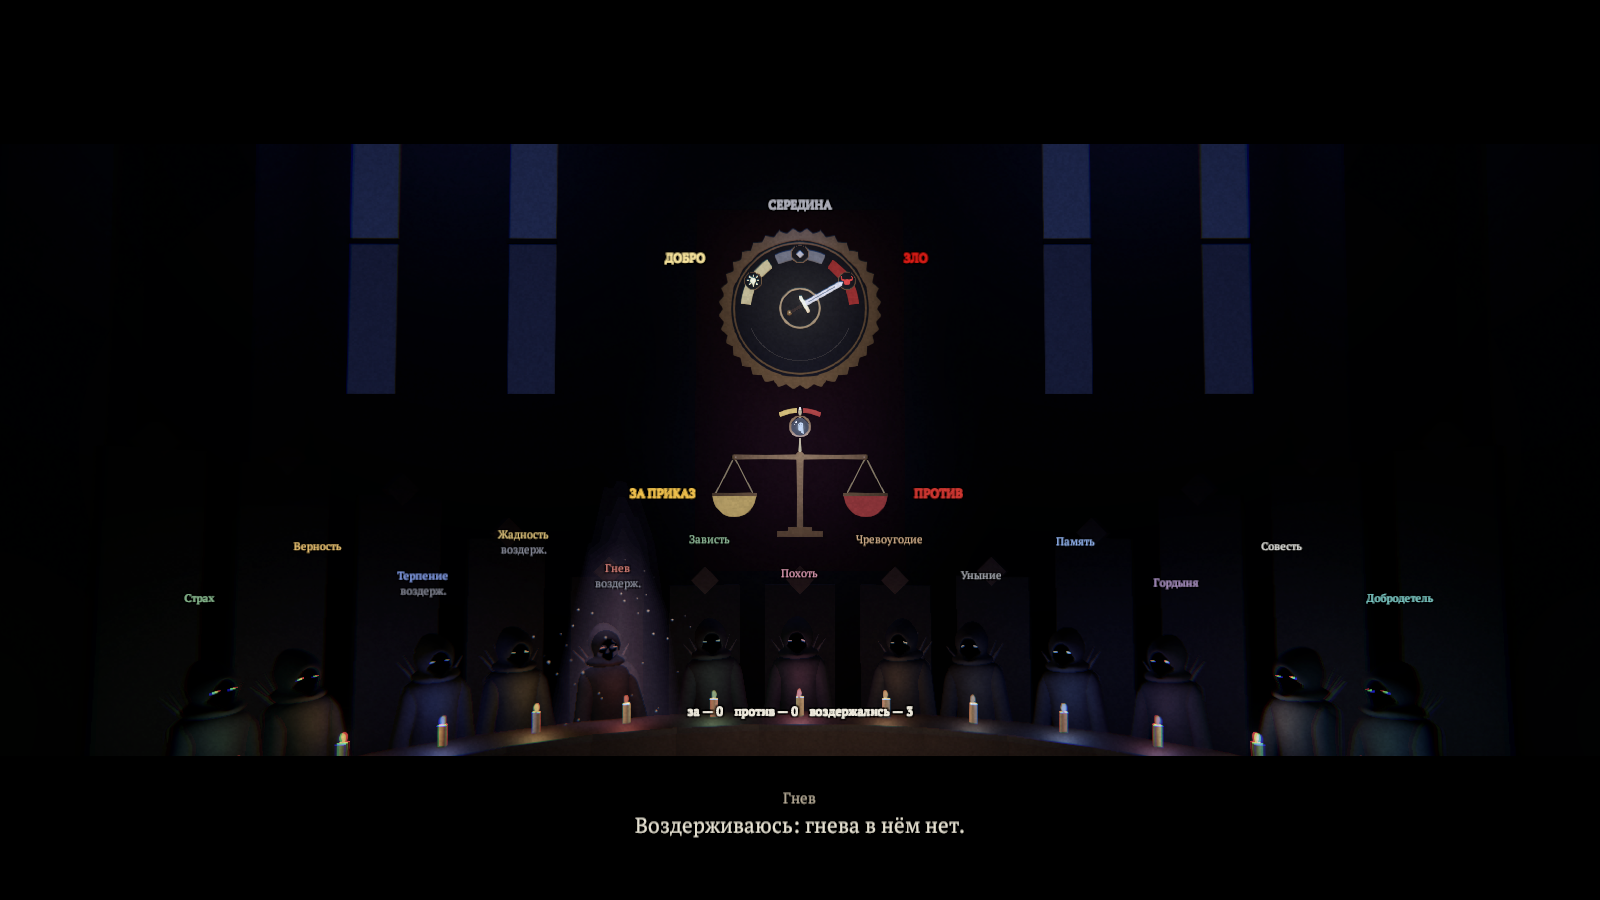 СЕРЕДИНА
ДОБРО
ЗЛО
ЗА ПРИКАЗ
ПРОТИВ
Страх
Верность
Терпение
воздерж.
Жадность
воздерж.
Гнев
воздерж.
Зависть
Похоть
Чревоугодие
Уныние
Память
Гордыня
Совесть
Добродетель
за — 0 против — 0 воздержались — 3
Гнев
Воздерживаюсь: гнева в нём нет.